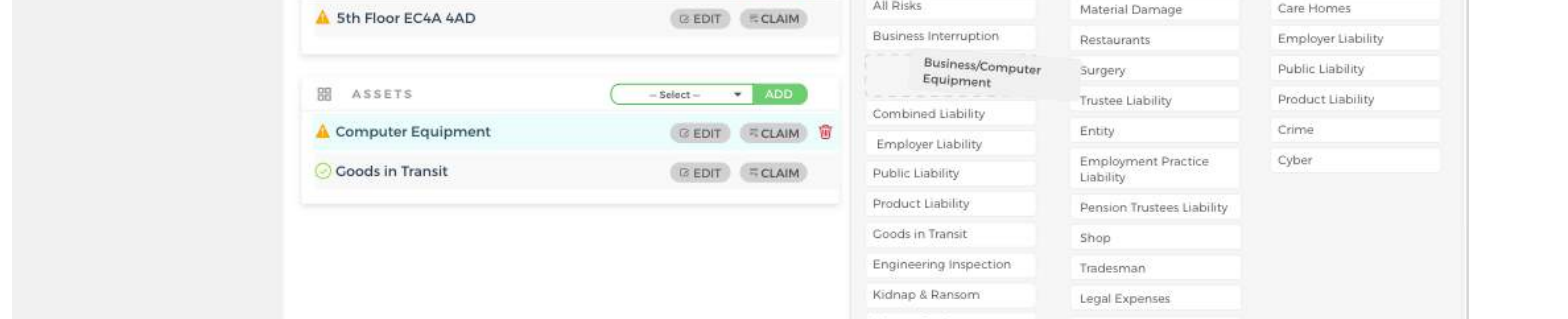 5th Floor EC4A 4AD
EDIT
CLAIM
ASSETS
-- Select --
ADD
Computer Equipment
EDIT
CLAIM
Goods in Transit
EDIT
CLAIM
All Risks
Business Interruption
Business/Computer
Equipment
Combined Liability
Employer Liability
Public Liability
Product Liability
Goods in Transit
Engineering Inspection
Kidnap & Ransom
Material Damage
Restaurants
Surgery
Trustee Liability
Entity
Employment Practice
Liability
Pension Trustees Liability
Shop
Tradesman
Legal Expenses
Care Homes
Employer Liability
Public Liability
Product Liability
Crime
Cyber